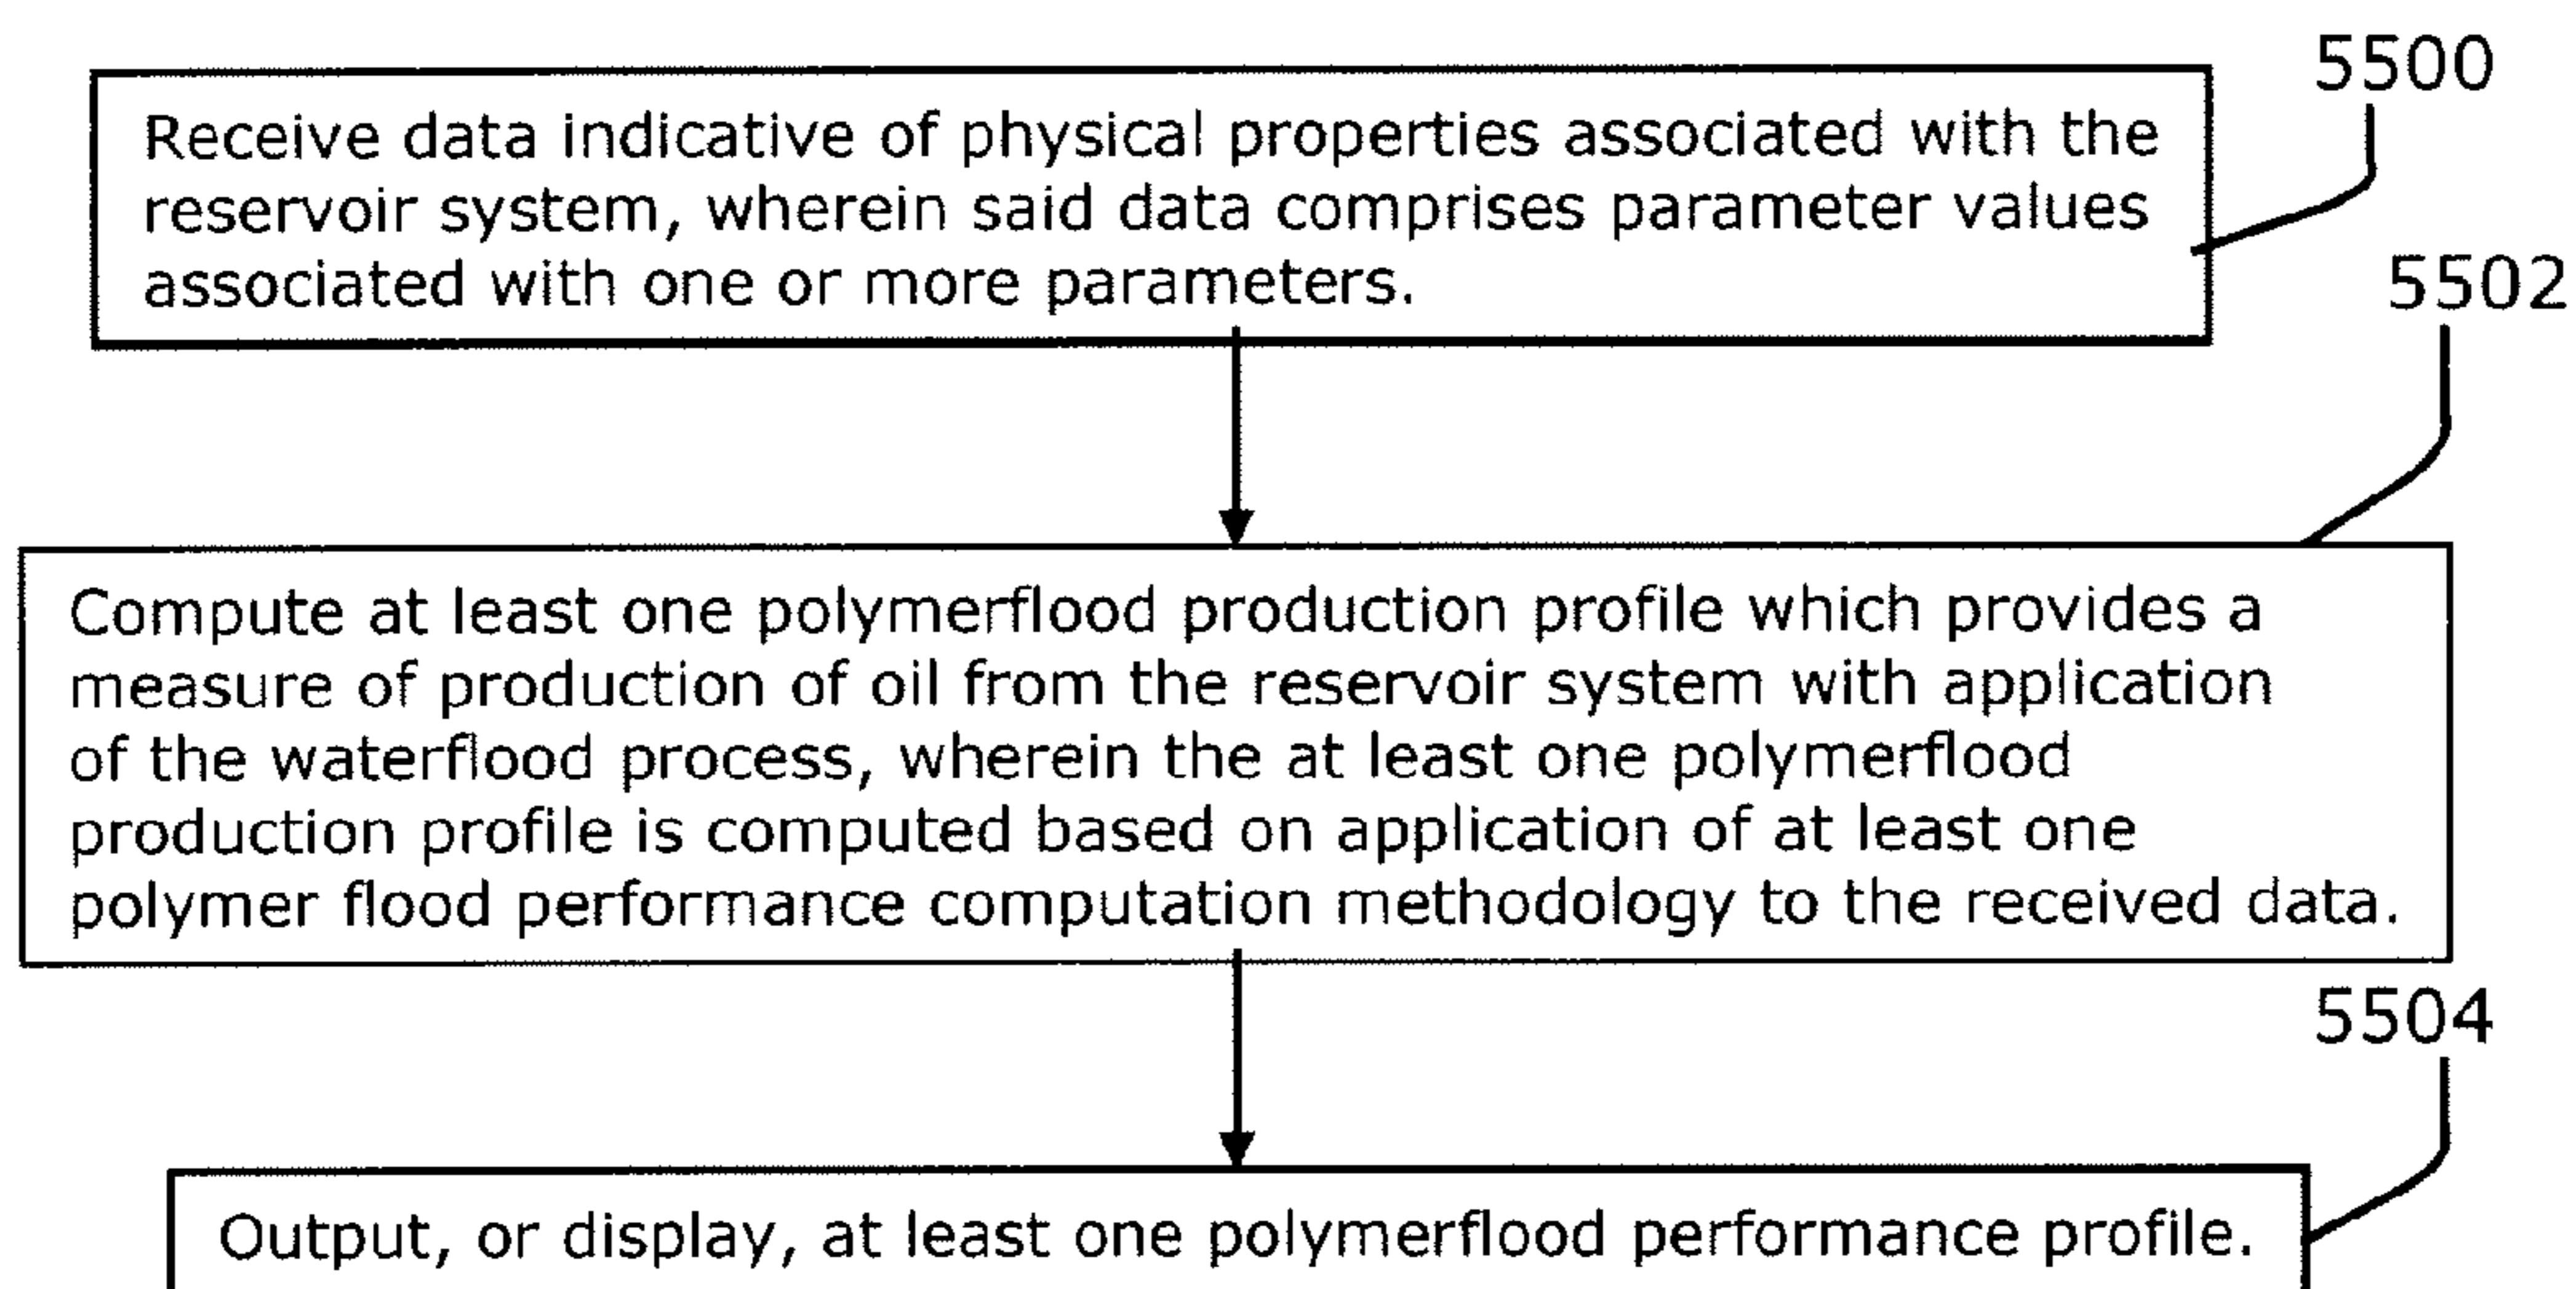 5500
Receive data indicative of physical properties associated with the
reservoir system, wherein said data comprises parameter values
associated with one or more parameters.
5502
Compute at least one polymerflood production profile which provides a
measure of production of oil from the reservoir system with application
of the waterflood process, wherein the at least one polymerflood
production profile is computed based on application of at least one
polymer flood performance computation methodology to the received data.
5504
Output, or display, at least one polymerflood performance profile.